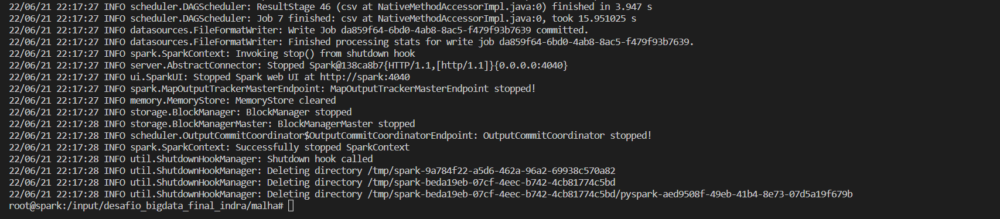 22/06/21 22:17:27 INFO scheduler.DAGScheduler: ResultStage 46 (csv at NativeMethodAccessorImpl.java:0) finished in 3.947 s
22/06/21 22:17:27 INFO scheduler.DAGScheduler: Job 7 finished: csv at NativeMethodAccessorImpl.java:0, took 15.951025 s
22/06/21 22:17:27 INFO datasources.FileFormatWriter: Write Job da859f64-6bd0-4ab8-8ac5-f479f93b7639 committed.
22/06/21 22:17:27 INFO datasources.FileFormatWriter: Finished processing stats for write job da859f64-6bd0-4ab8-8ac5-f479f93b7639.
22/06/21 22:17:27 INFO spark.SparkContext: Invoking stop() from shutdown hook
22/06/21 22:17:27 INFO server.AbstractConnector: Stopped Spark@138ca8b7{HTTP/1.1,[http/1.1]}{0.0.0.0:4040}
22/06/21 22:17:27 INFO ui.SparkUI: Stopped Spark web UI at http://spark:4040
22/06/21 22:17:27 INFO spark.MapOutputTrackerMasterEndpoint: MapOutputTrackerMasterEndpoint stopped!
22/06/21 22:17:27 INFO memory.MemoryStore: MemoryStore cleared
22/06/21 22:17:27 INFO storage.BlockManager: BlockManager stopped
22/06/21 22:17:28 INFO storage.BlockManagerMaster: BlockManagerMaster stopped
22/06/21 22:17:28 INFO scheduler.OutputCommitCoordinator$OutputCommitCoordinatorEndpoint: OutputCommitCoordinator stopped!
22/06/21 22:17:28 INFO spark.SparkContext: Successfully stopped SparkContext
22/06/21 22:17:28 INFO util.ShutdownHookManager: Shutdown hook called
22/06/21 22:17:28 INFO util.ShutdownHookManager: Deleting directory /tmp/spark-9a784f22-a5d6-462a-96a2-69938c570a82
22/06/21 22:17:28 INFO util.ShutdownHookManager: Deleting directory /tmp/spark-beda19eb-07cf-4eec-b742-4cb81774c5bd
22/06/21 22:17:28 INFO util.ShutdownHookManager: Deleting directory /tmp/spark-beda19eb-07cf-4eec-b742-4cb81774c5bd/pyspark-aed9508f-49eb-41b4-8e73-07d5a19f679b
root@spark:/input/desafio_bigdata_final_indra/malha#